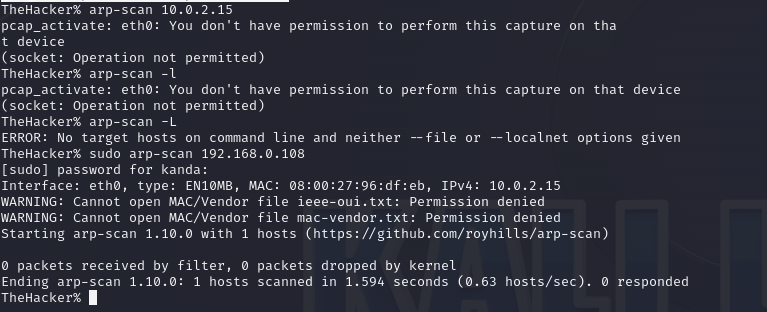 TheHacker% arp-scan 10.0.2.15
pcap_activate: eth0: You don't have permission to perform this capture on tha
t device
(socket: Operation not permitted)
TheHacker% arp-scan -l
pcap_activate: eth0: You don't have permission to perform this capture on that device
(socket: Operation not permitted)
TheHacker% arp-scan -L
ERROR: No target hosts on command line and neither --file or --localnet options given
TheHacker% sudo arp-scan 192.168.0.108
[sudo] password for kanda:
Interface: eth0, type: EN10MB, MAC: 08:00:27:96:df:eb, IPv4: 10.0.2.15
WARNING: Cannot open MAC/Vendor file ieee-oui.txt: Permission denied
WARNING: Cannot open MAC/Vendor file mac-vendor.txt: Permission denied
Starting arp-scan 1.10.0 with 1 hosts (https://github.com/royhills/arp-scan)

0 packets received by filter, 0 packets dropped by kernel
Ending arp-scan 1.10.0: 1 hosts scanned in 1.594 seconds (0.63 hosts/sec). 0 responded
TheHacker%
KALI